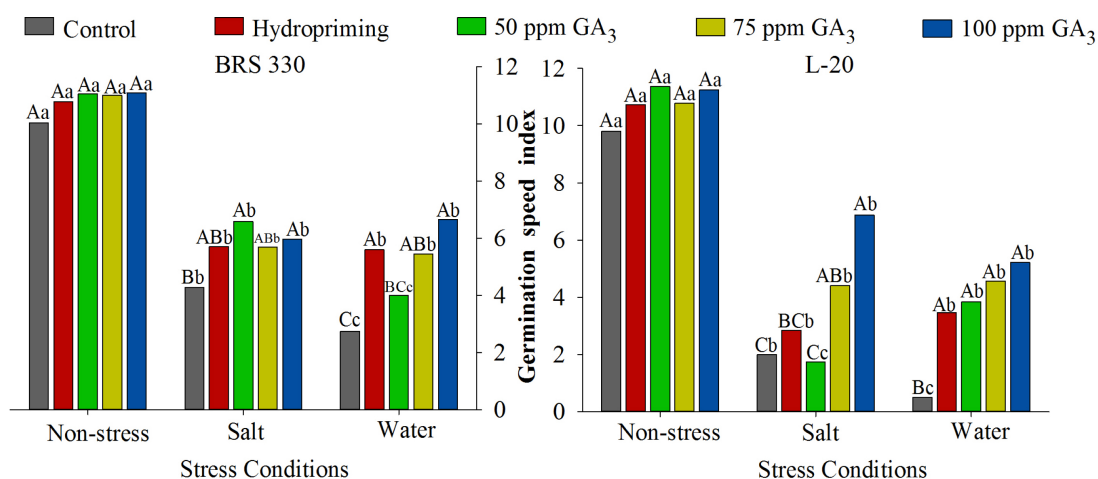 Control Hydropriming 50 ppm GA3 75 ppm GA3 100 ppm GA3
BRS 330
L-20
12
10
8
6
4
2
0
Aa Aa Aa Aa Aa
Bb ABb Ab ABb Ab
Cc Ab BCc ABb Ab
Non-stress Salt Water
Stress Conditions
Germination speed index
12
10
8
6
4
2
0
Aa Aa Aa Aa Aa
Cb BCb Cc ABb Ab
Bc Ab Ab Ab Ab
Non-stress Salt Water
Stress Conditions